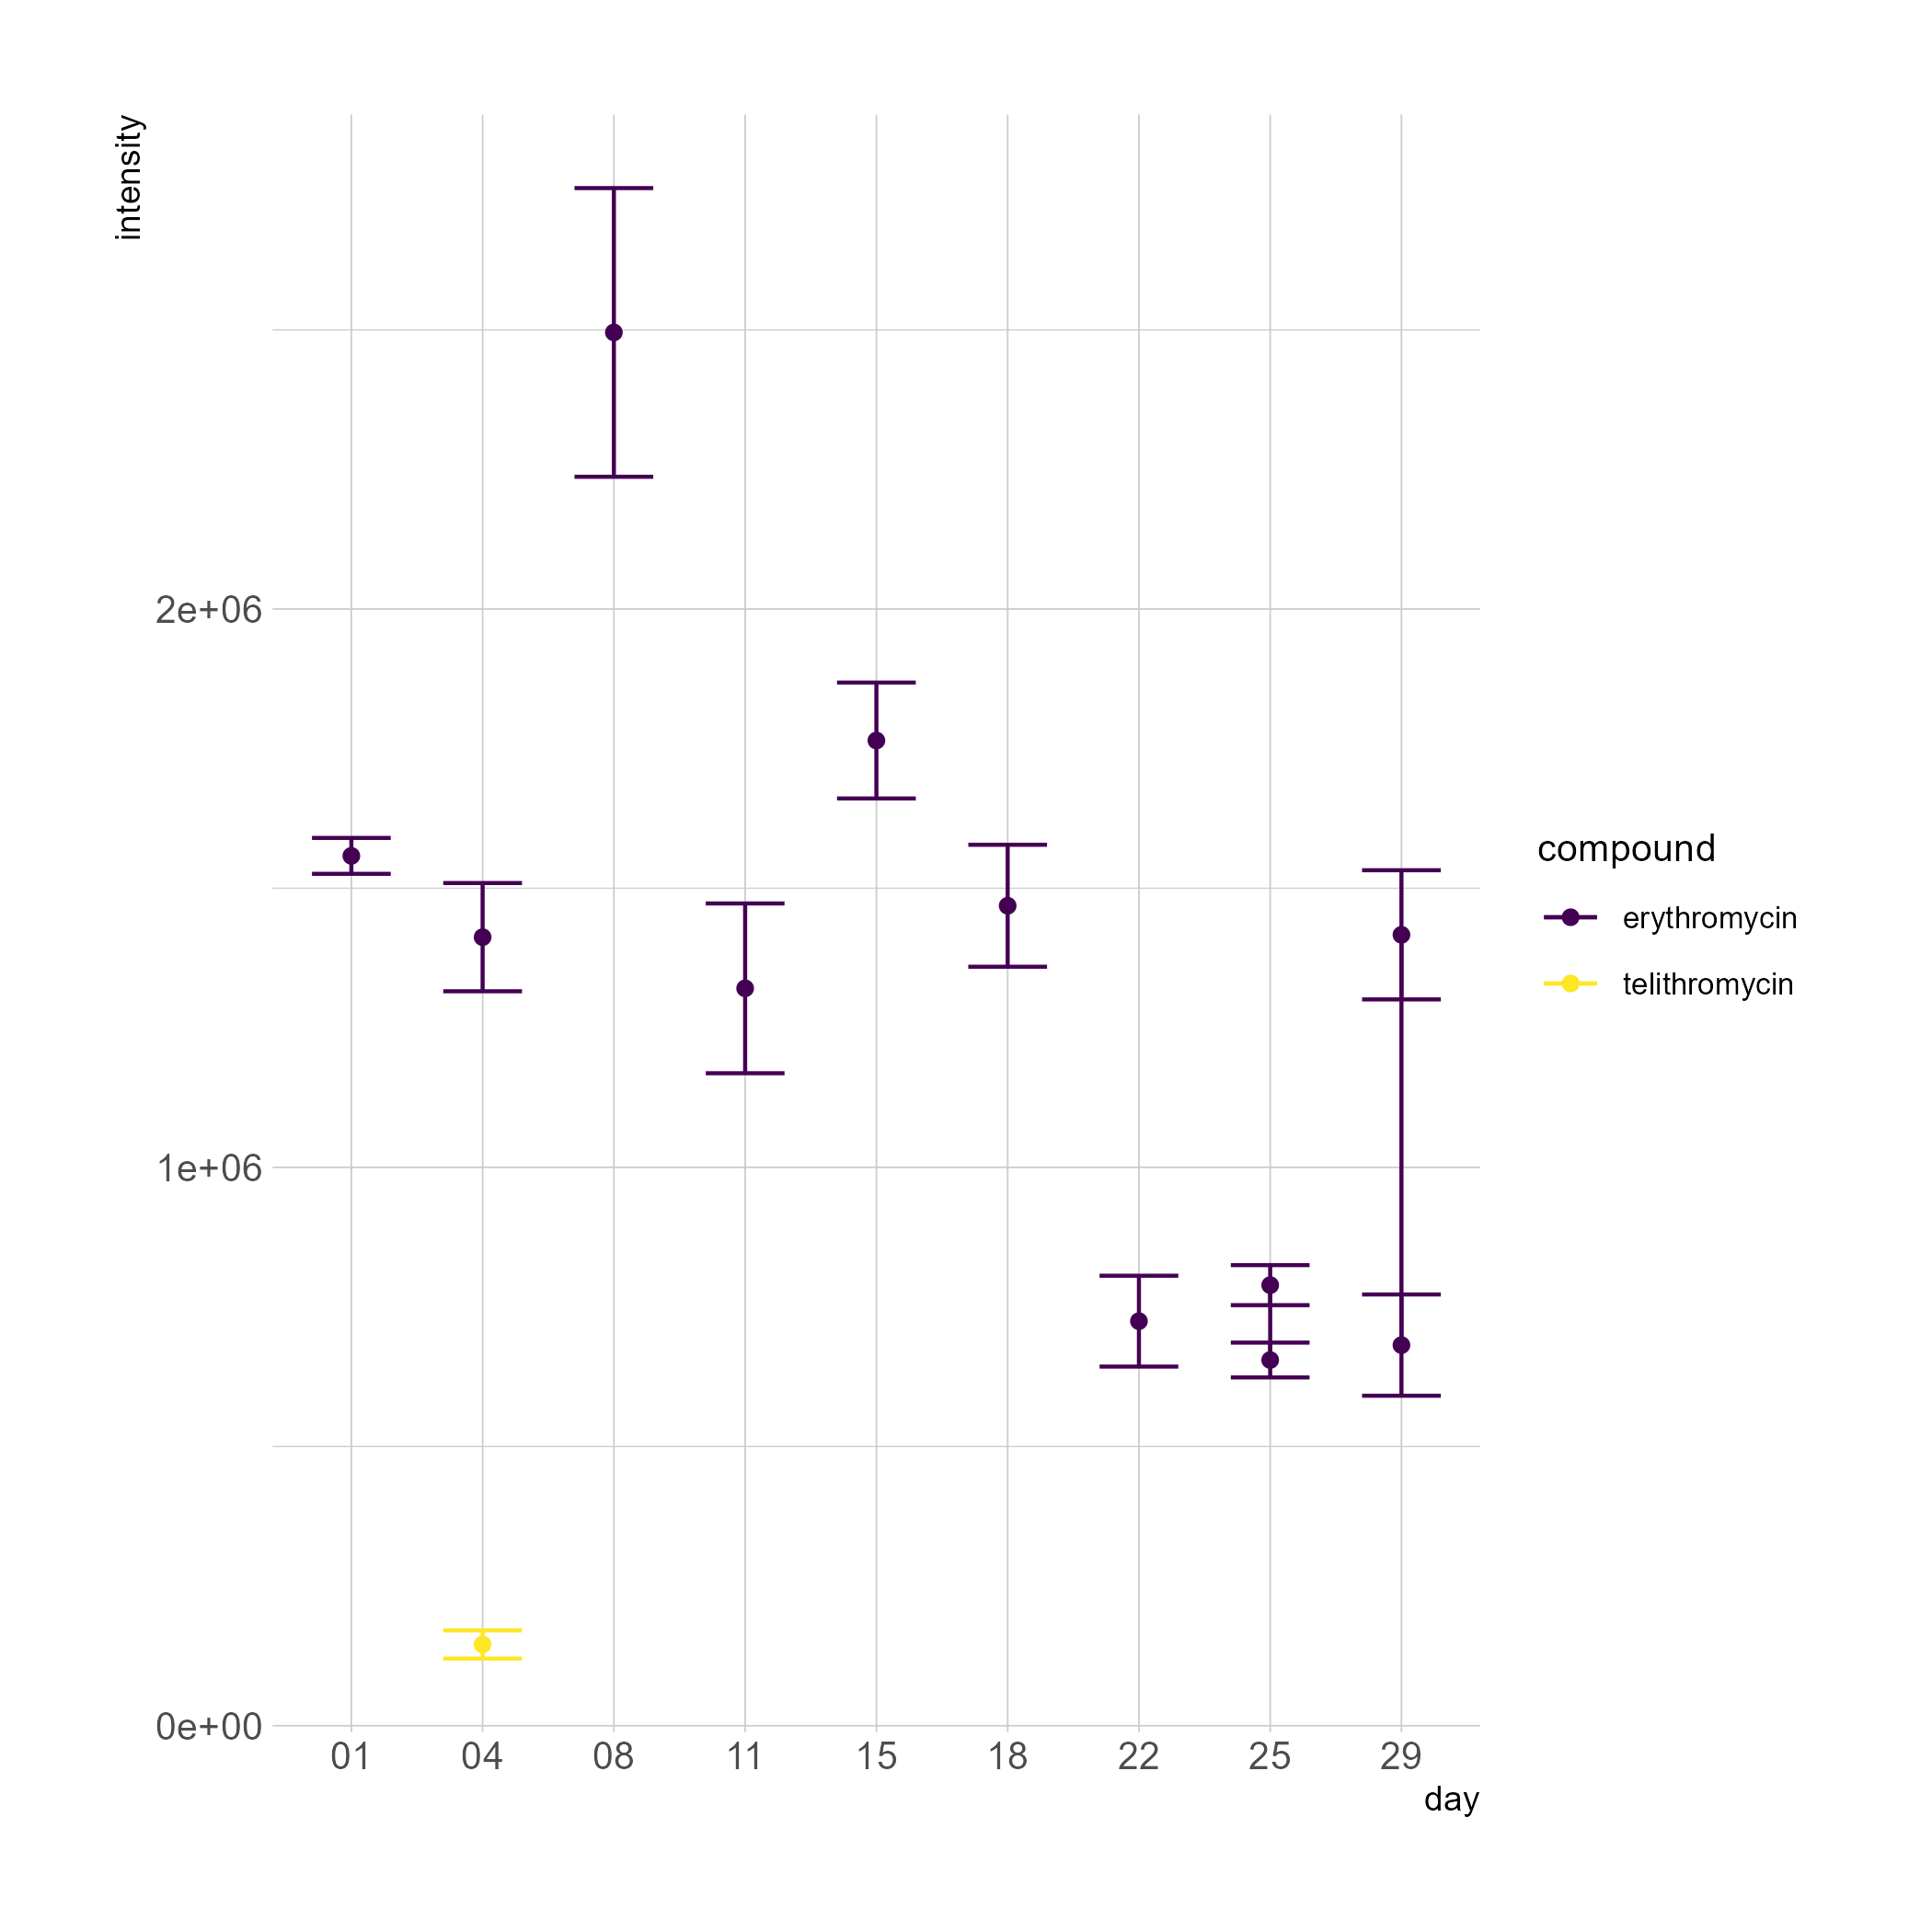 intensity
2e+06
1e+06
0e+00
01 04 08 11 15 18 22 25 29
day
compound
erythromycin
telithromycin